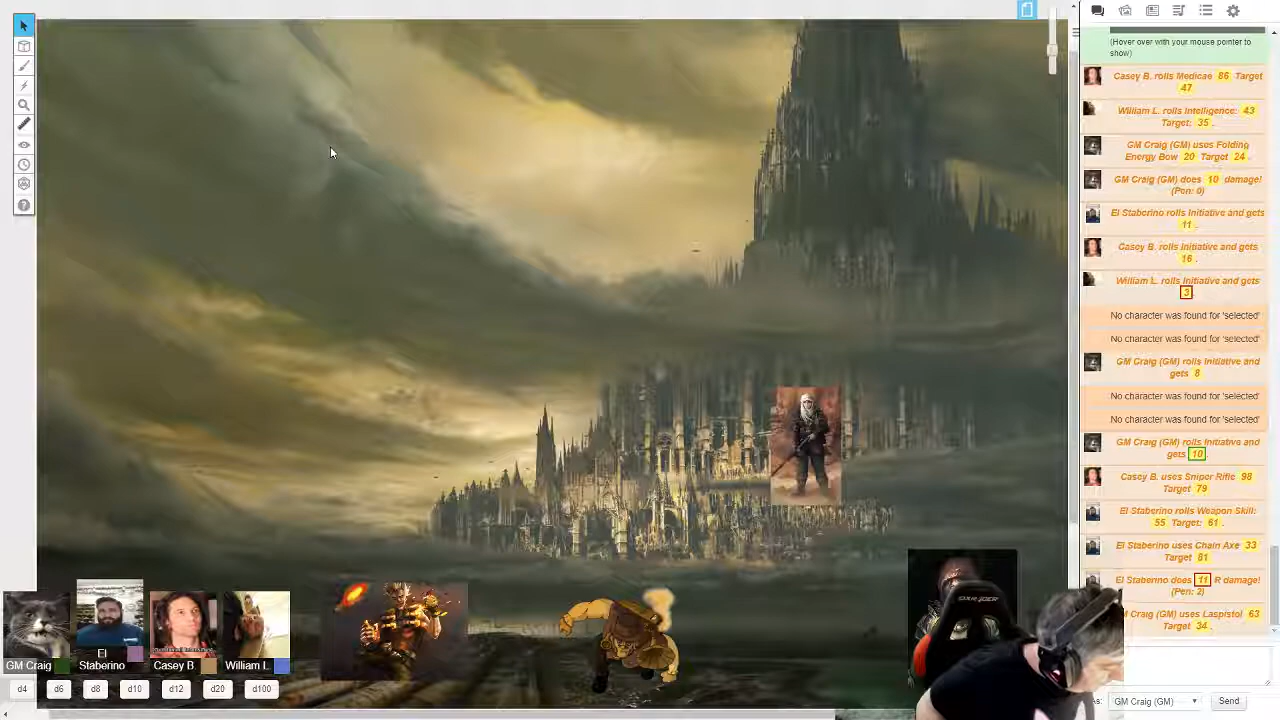 (Hover over with your mouse pointer to
show)
Casey B. rolls Medicae 86 Target
47
William L. rolls Intelligence: 43
Target: 35 .
GM Craig (GM) uses Folding
Energy Bow 20 Target 24 .
GM Craig (GM) does 10 damage!
(Pen: 0)
El Staberino rolls Initiative and gets
11 .
Casey B. rolls Initiative and gets
16 .
William L. rolls Initiative and gets
3
No character was found for 'selected'
No character was found for 'selected'
GM Craig (GM) rolls Initiative and
gets 8
No character was found for 'selected'
No character was found for 'selected'
GM Craig (GM) rolls Initiative and
gets 10
Casey B. uses Sniper Rifle 98
Target 79
El Staberino rolls Weapon Skill:
55 Target: 61 .
El Staberino uses Chain Axe 33
Target 81
El Staberino does 11 R damage!
(Pen: 2)
GM Craig (GM) uses Laspistol 63
Target 34 .
GM Craig
El
Staberino
Casey B.
William L.
d4 d6 d8 d10 d12 d20 d100
As: GM Craig (GM) Send